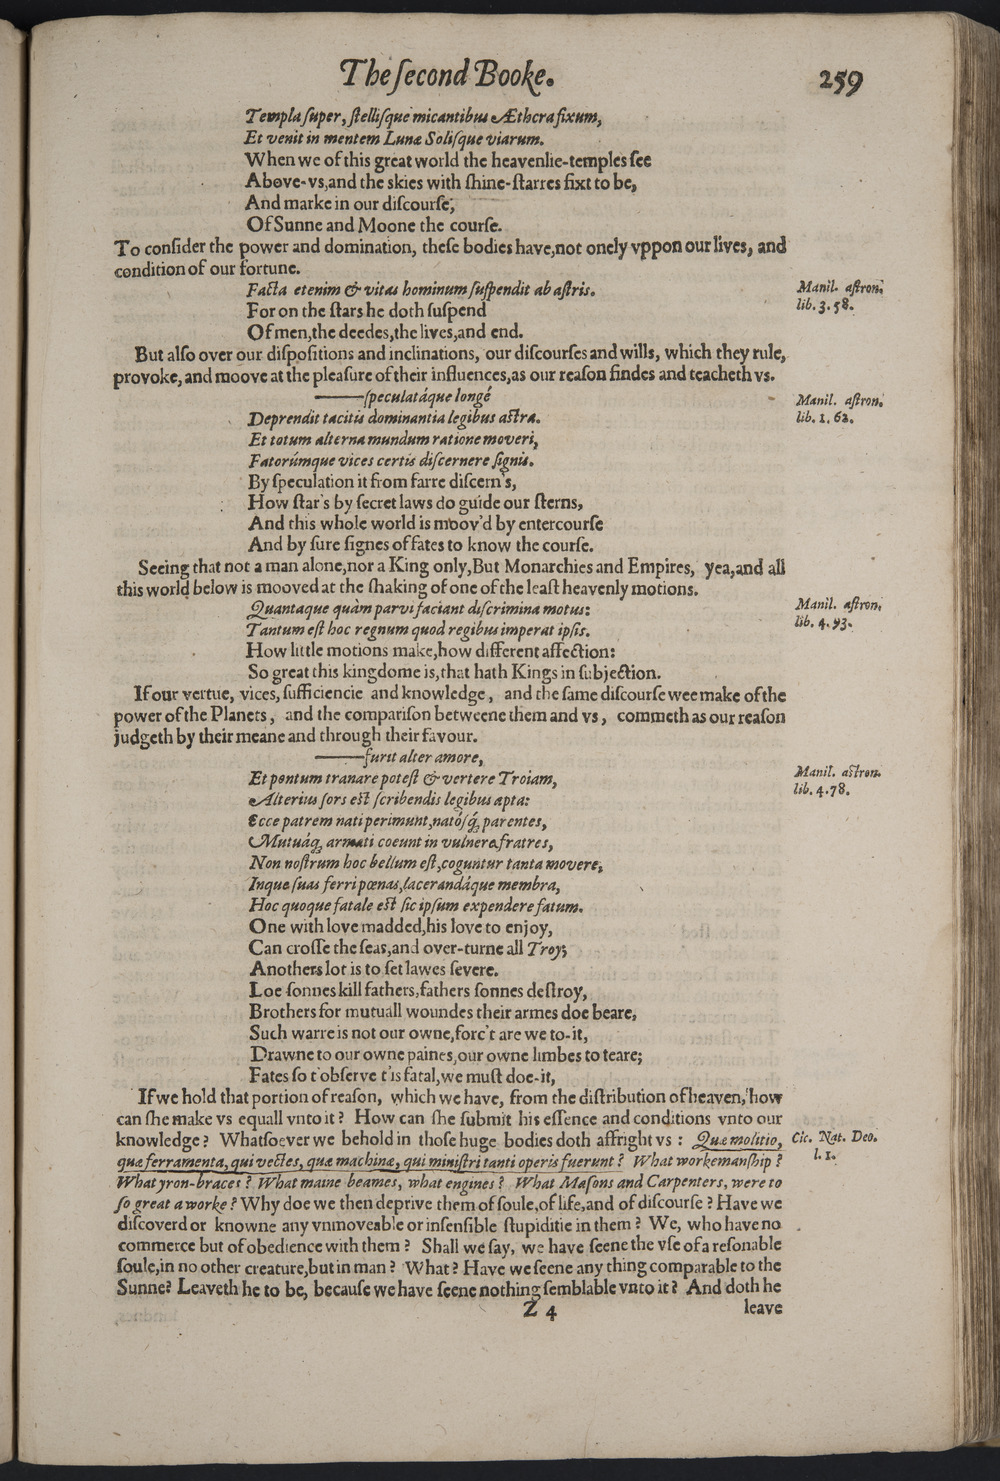 The ſecond Booke. 259
Templa ſuper, ſtelliſque micantibus Æthera fixum,
Et venit in mentem Lunæ Soliſque viarum.
When we of this great world the heavenlie-temples ſee
Above-vs,and the skies with ſhine-ſtarres fixt to be,
And marke in our diſcourſe,
Of Sunne and Moone the courſe.
To conſider the power and domination, theſe bodies have,not onely vppon our lives, and
condition of our fortune.
Facta etenim & vitas hominum ſuſpendit ab aſtris. Manil. aſtron.
For on the ſtars he doth ſuſpend lib. 3. 58.
Of men,the deedes,the lives,and end.
But alſo over our diſpoſitions and inclinations, our diſcourſes and wills, which they rule,
provoke, and moove at the pleaſure of their influences,as our reaſon findes and teacheth vs.
——ſpeculatáque longé Manil. aſtron.
Deprendit tacitis dominantia legibus aſtra. lib. 1. 62.
Et totum alterna mundum ratione moveri,
Fatorúmque vices certis diſcernere ſignis.
By ſpeculation it from farre diſcern's,
How ſtar's by ſecret laws do guide our ſterns,
And this whole world is moov'd by entercourſe
And by ſure ſignes of fates to know the courſe.
Seeing that not a man alone,nor a King only,But Monarchies and Empires, yea,and all
this world below is mooved at the ſhaking of one of the leaſt heavenly motions.
Quantaque quàm parvi faciant diſcrimina motus: Manil. aſtron.
Tantum eſt hoc regnum quod regibus imperat ipſis. lib. 4. 93.
How little motions make,how different affection:
So great this kingdome is,that hath Kings in ſubjection.
If our vertue, vices, ſufficiencie and knowledge, and the ſame diſcourſe wee make of the
power of the Planets, and the compariſon betweene them and vs, commeth as our reaſon
judgeth by their meane and through their favour.
——furit alter amore,
Et pontum tranare poteſt & vertere Troiam, Manil. aſtron.
Alterius ſors eſt ſcribendis legibus apta: lib. 4. 78.
Ecce patrem nati perimunt,natóſq́; parentes,
Mutuáq́; armati coeunt in vulnera fratres,
Non noſtrum hoc bellum eſt,coguntur tanta movere,
Inque ſuas ferri pœnas,lacerandáque membra,
Hoc quoque fatale eſt ſic ipſum expendere fatum.
One with love madded,his love to enjoy,
Can croſſe the ſeas,and over-turne all Troy;
Anothers lot is to ſet lawes ſevere.
Loe ſonnes kill fathers,fathers ſonnes deſtroy,
Brothers for mutuall woundes their armes doe beare,
Such warre is not our owne,forc't are we to-it,
Drawne to our owne paines,our owne limbes to teare;
Fates ſo t'obſerve t'is fatal,we muſt doe-it,
If we hold that portion of reaſon, which we have, from the diſtribution of heaven, how
can ſhe make vs equall vnto it? How can ſhe ſubmit his eſſence and conditions vnto our
knowledge? Whatſoever we behold in thoſe huge bodies doth affright vs: Quæ molitio, Cic. Nat. Deo.
quæ ferramenta, qui vectes, quæ machinæ, qui miniſtri tanti operis fuerunt? What workemanſhip? l. 1.
What yron-braces? What maine beames, what engines? What Maſons and Carpenters, were to
ſo great a worke? Why doe we then deprive them of ſoule,of life,and of diſcourſe? Have we
diſcoverd or knowne any vnmoveable or inſenſible ſtupiditie in them? We, who have no
commerce but of obedience with them? Shall we ſay, we have ſeene the vſe of a reſonable
ſoule,in no other creature,but in man? What? Have we ſeene any thing comparable to the
Sunne? Leaveth he to be, becauſe we have ſeene nothing ſemblable vnto it? And doth he
Z 4 leave